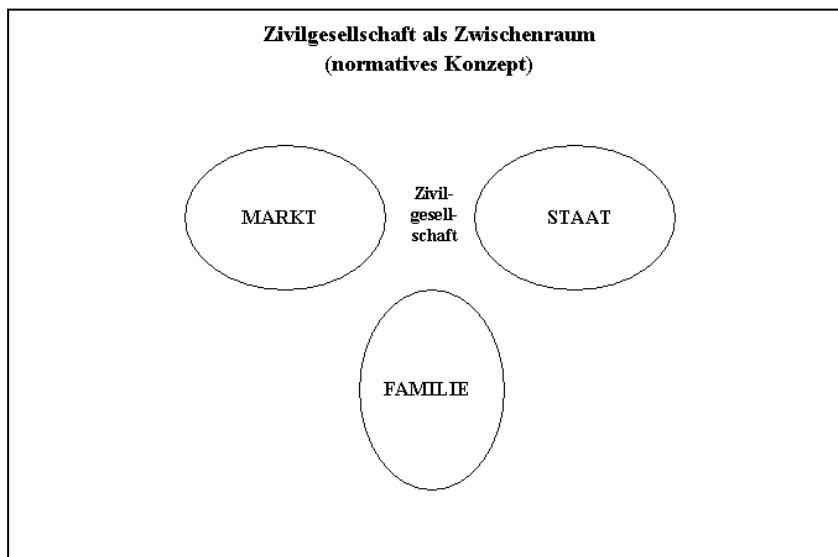 Zivilgesellschaft als Zwischenraum
(normatives Konzept)
MARKT
Zivil-
gesell-
schaft
STAAT
FAMILIE